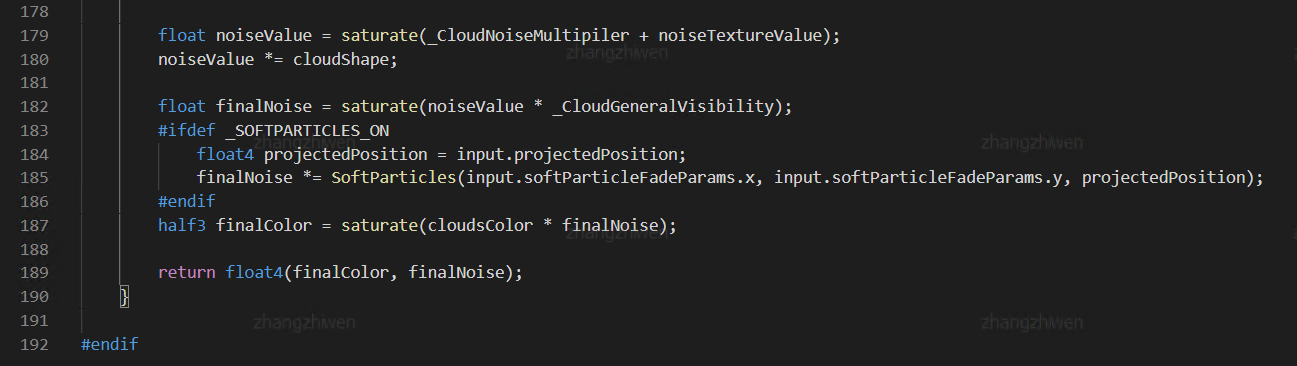 178
179 float noiseValue = saturate(_CloudNoiseMultipiler + noiseTextureValue);
180 noiseValue *= cloudShape;
181
182 float finalNoise = saturate(noiseValue * _CloudGeneralVisibility);
183 #ifdef _SOFTPARTICLES_ON
184 float4 projectedPosition = input.projectedPosition;
185 finalNoise *= SoftParticles(input.softParticleFadeParams.x, input.softParticleFadeParams.y, projectedPosition);
186 #endif
187 half3 finalColor = saturate(cloudsColor * finalNoise);
188
189 return float4(finalColor, finalNoise);
190 }
191
192 #endif
zhangzhiwen
zhangzhiwen
zhangzhiwen
zhangzhiwen
zhangzhiwen
zhangzhiwen